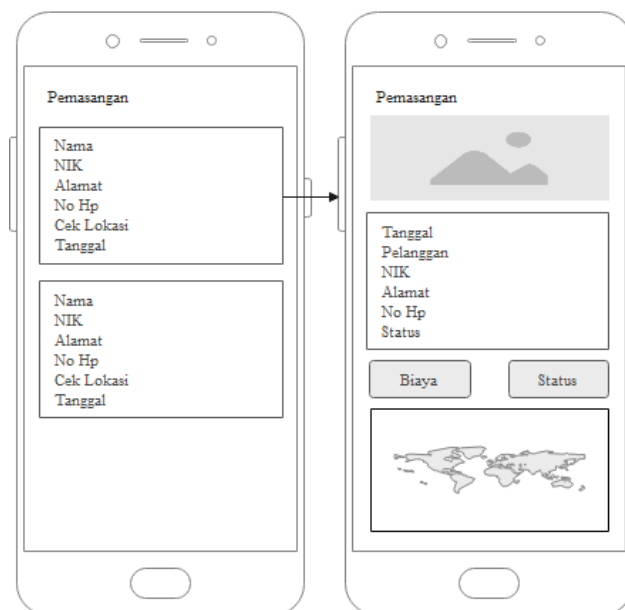 Pemasangan
Nama
NIK
Alamat
No Hp
Cek Lokasi
Tanggal
Nama
NIK
Alamat
No Hp
Cek Lokasi
Tanggal
Pemasangan
Tanggal
Pelanggan
NIK
Alamat
No Hp
Status
Biaya
Status